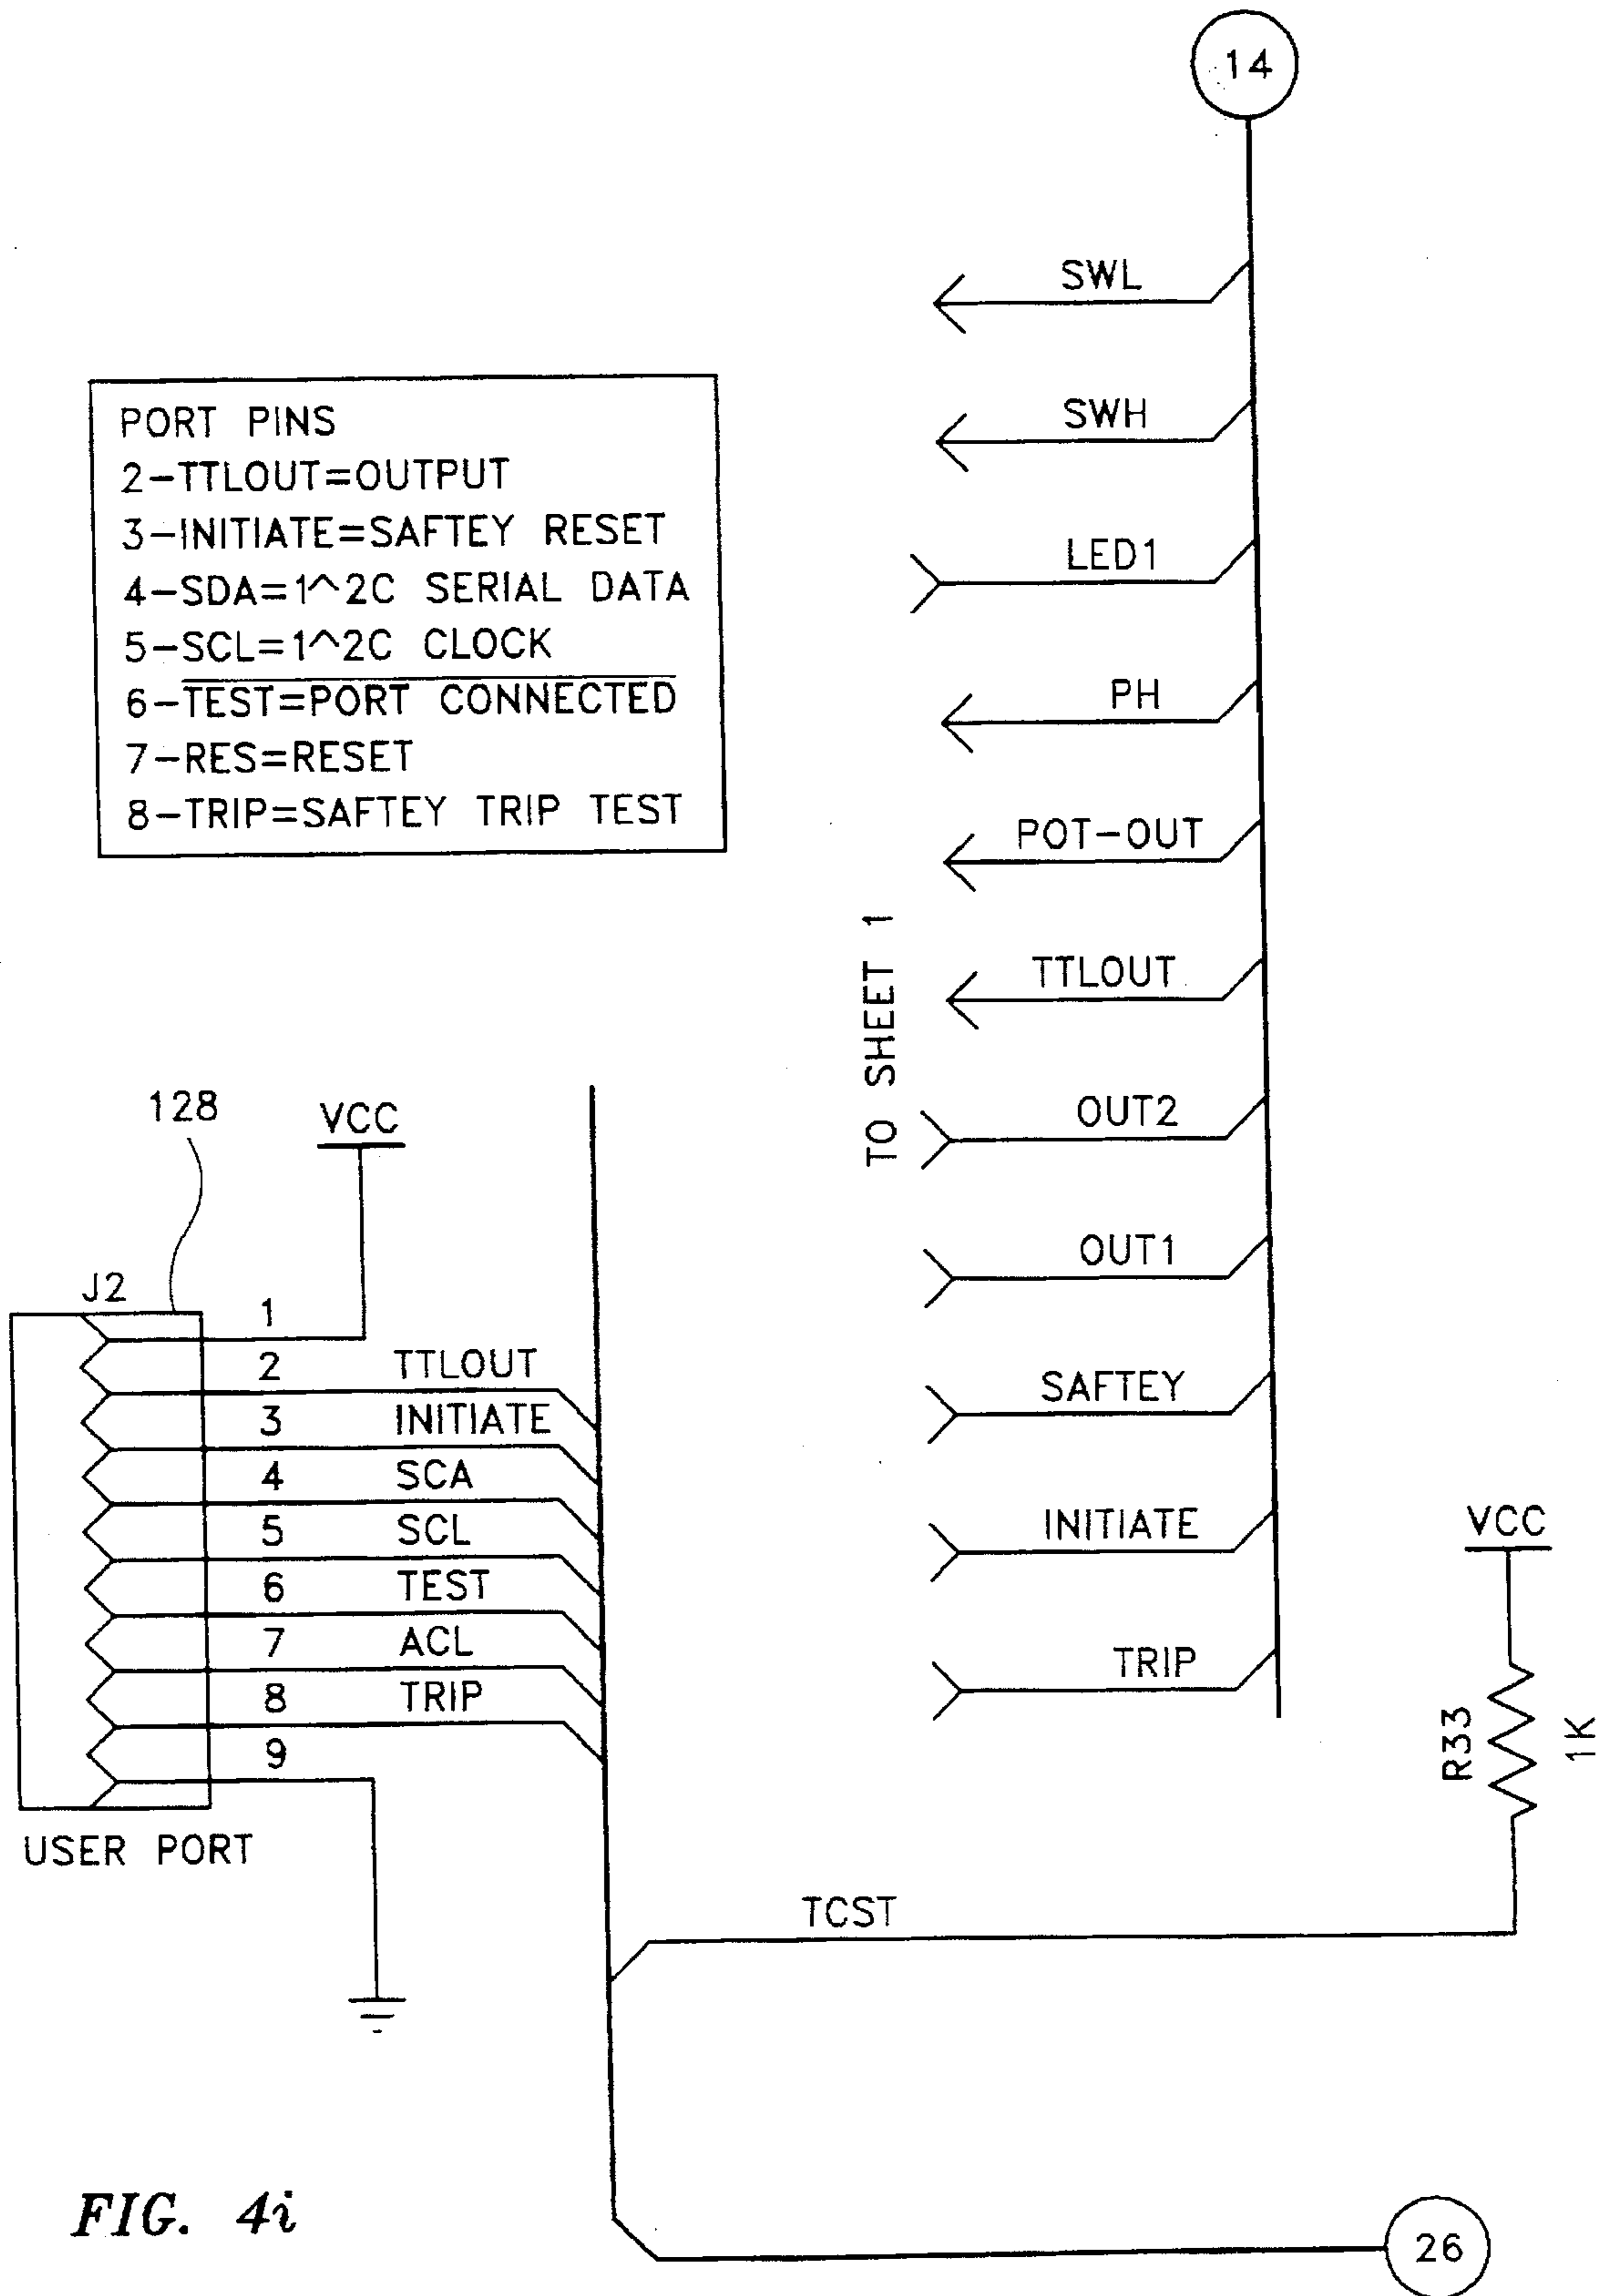 14
SWL
SWH
LED1
PH
POT-OUT
TTLOUT
OUT2
OUT1
SAFTEY
INITIATE
TRIP
TO SHEET 1
PORT PINS
2-TTLOUT=OUTPUT
3-INITIATE=SAFTEY RESET
4-SDA=1^2C SERIAL DATA
5-SCL=1^2C CLOCK
6-TEST=PORT CONNECTED
7-RES=RESET
8-TRIP=SAFTEY TRIP TEST
128
VCC
J2
1
2 TTLOUT
3 INITIATE
4 SCA
5 SCL
6 TEST
7 ACL
8 TRIP
9
USER PORT
VCC
R33
1K
TCST
26
FIG. 4i